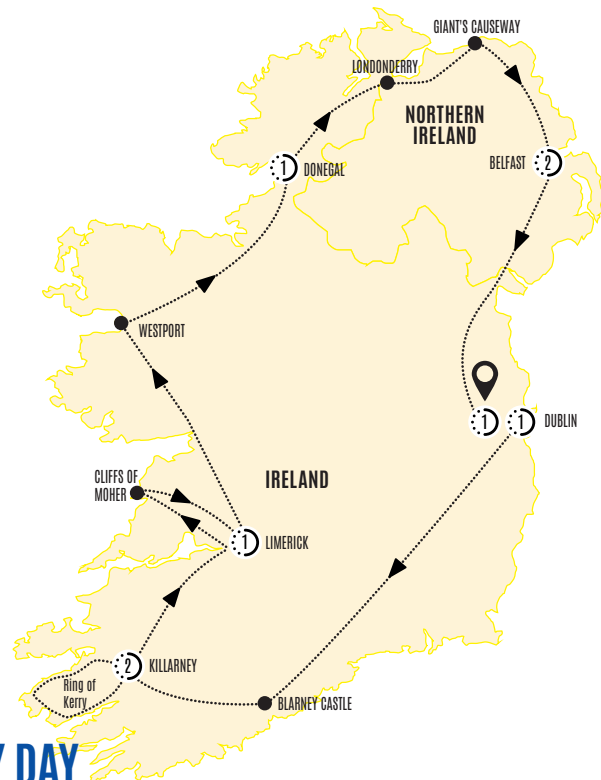 GIANT'S CAUSEWAY
LONDONDERRY
NORTHERN
IRELAND
BELFAST
2
1
DONEGAL
WESTPORT
1
1
DUBLIN
IRELAND
CLIFFS OF
MOHER
1
LIMERICK
2
KILLARNEY
Ring of
Kerry
BLARNEY CASTLE
DAY